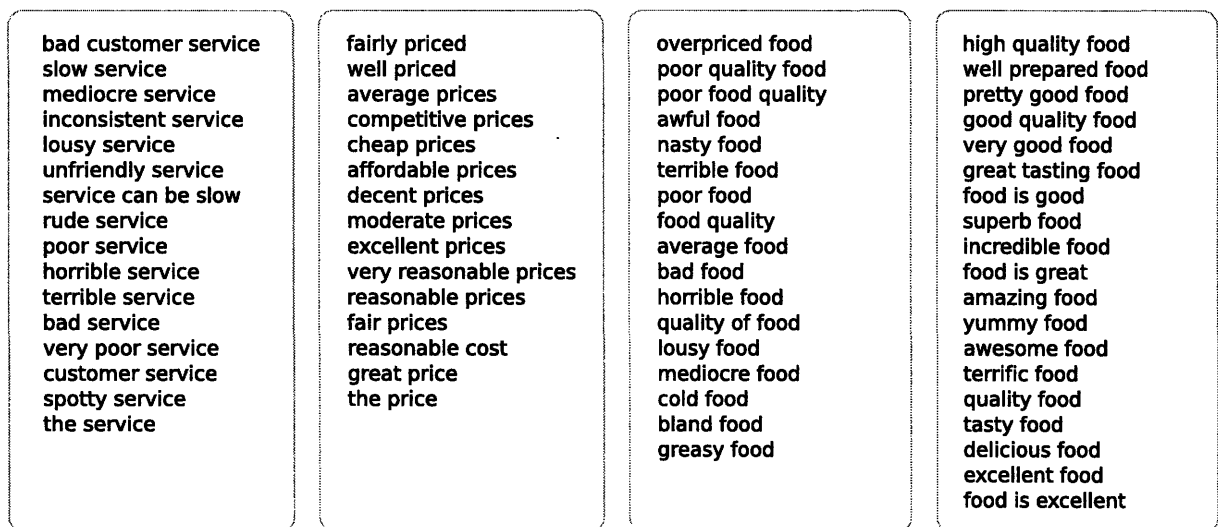 bad customer service
slow service
mediocre service
inconsistent service
lousy service
unfriendly service
service can be slow
rude service
poor service
horrible service
terrible service
bad service
very poor service
customer service
spotty service
the service
fairly priced
well priced
average prices
competitive prices
cheap prices
affordable prices
decent prices
moderate prices
excellent prices
very reasonable prices
reasonable prices
fair prices
reasonable cost
great price
the price
overpriced food
poor quality food
poor food quality
awful food
nasty food
terrible food
poor food
food quality
average food
bad food
horrible food
quality of food
lousy food
mediocre food
cold food
bland food
greasy food
high quality food
well prepared food
pretty good food
good quality food
very good food
great tasting food
food is good
superb food
incredible food
food is great
amazing food
yummy food
awesome food
terrific food
quality food
tasty food
delicious food
excellent food
food is excellent